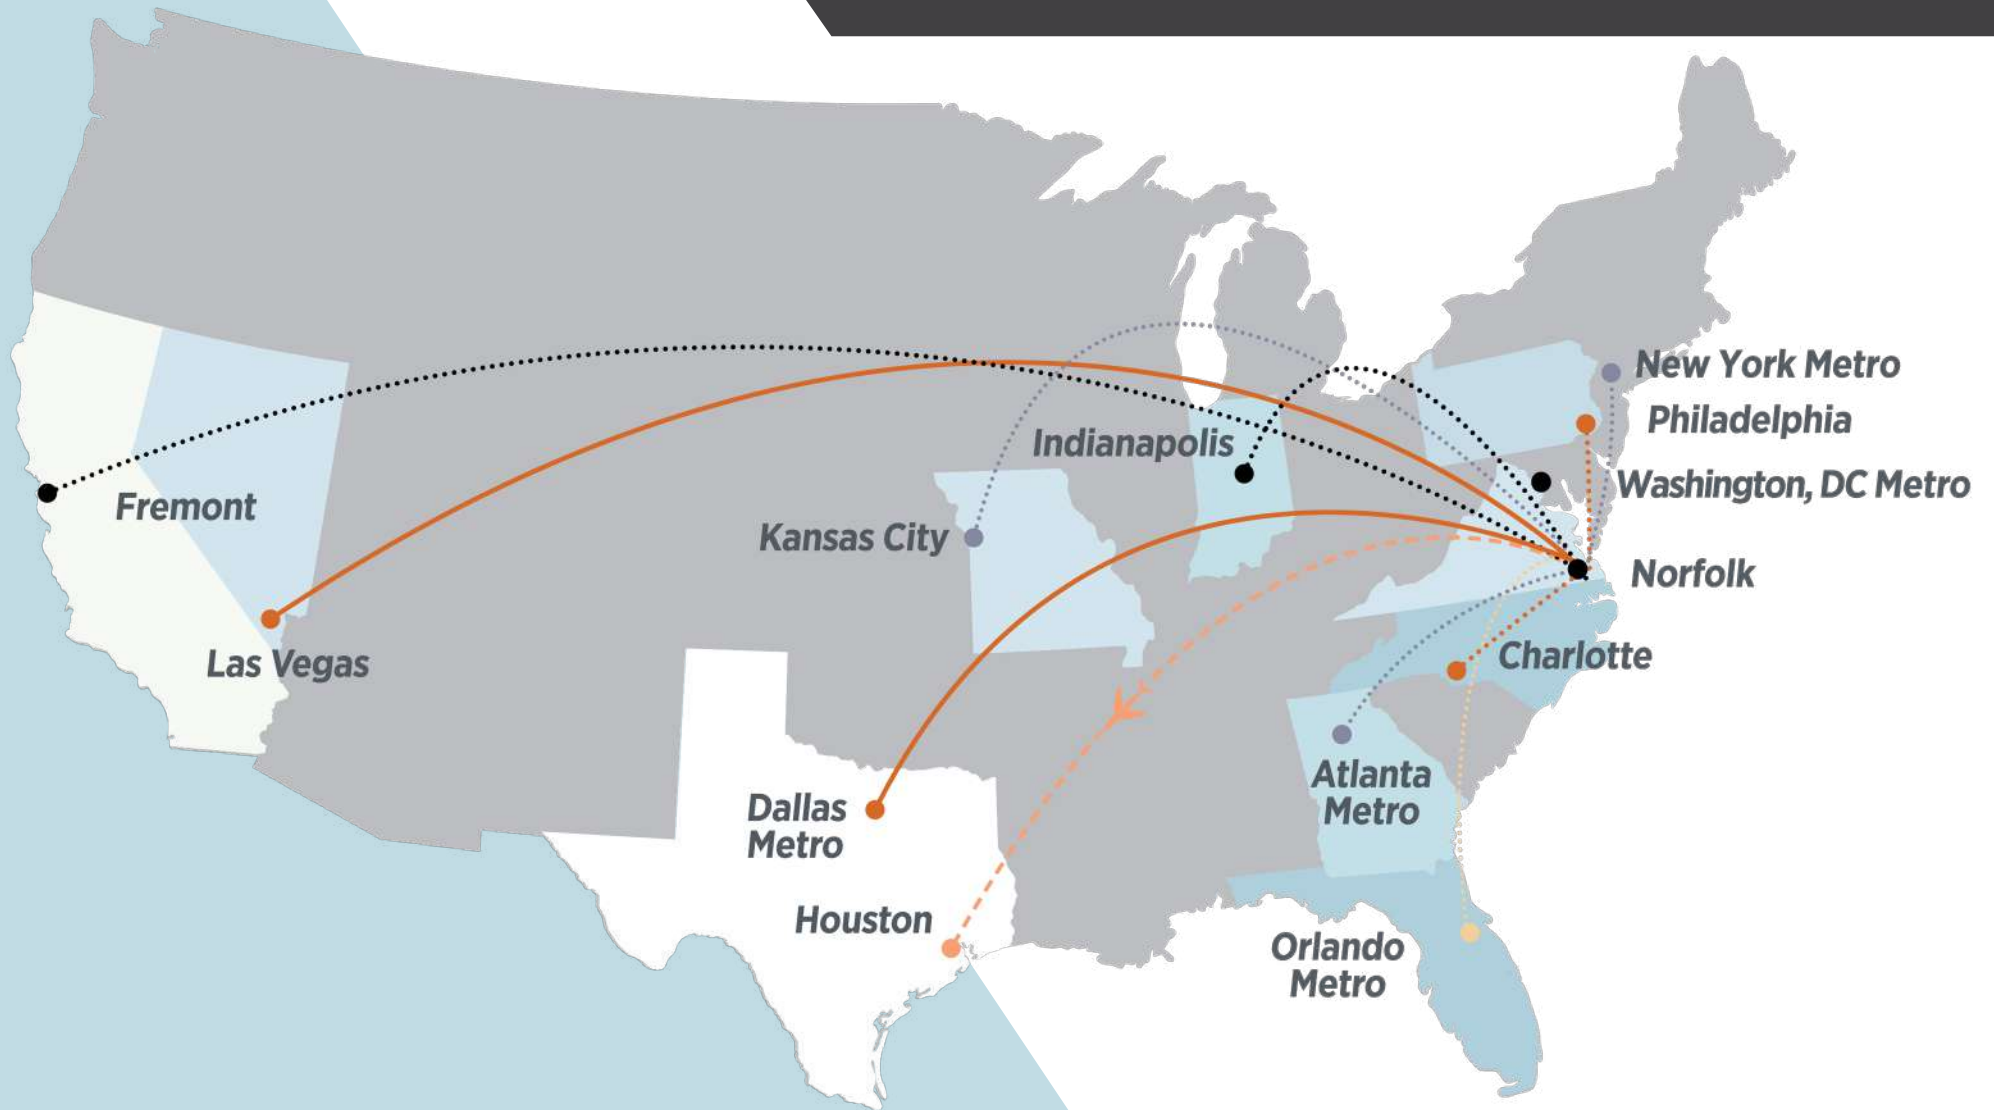 New York Metro
Philadelphia
Indianapolis
Washington, DC Metro
Fremont
Kansas City
Norfolk
Las Vegas
Charlotte
Atlanta
Metro
Dallas
Metro
Houston
Orlando
Metro